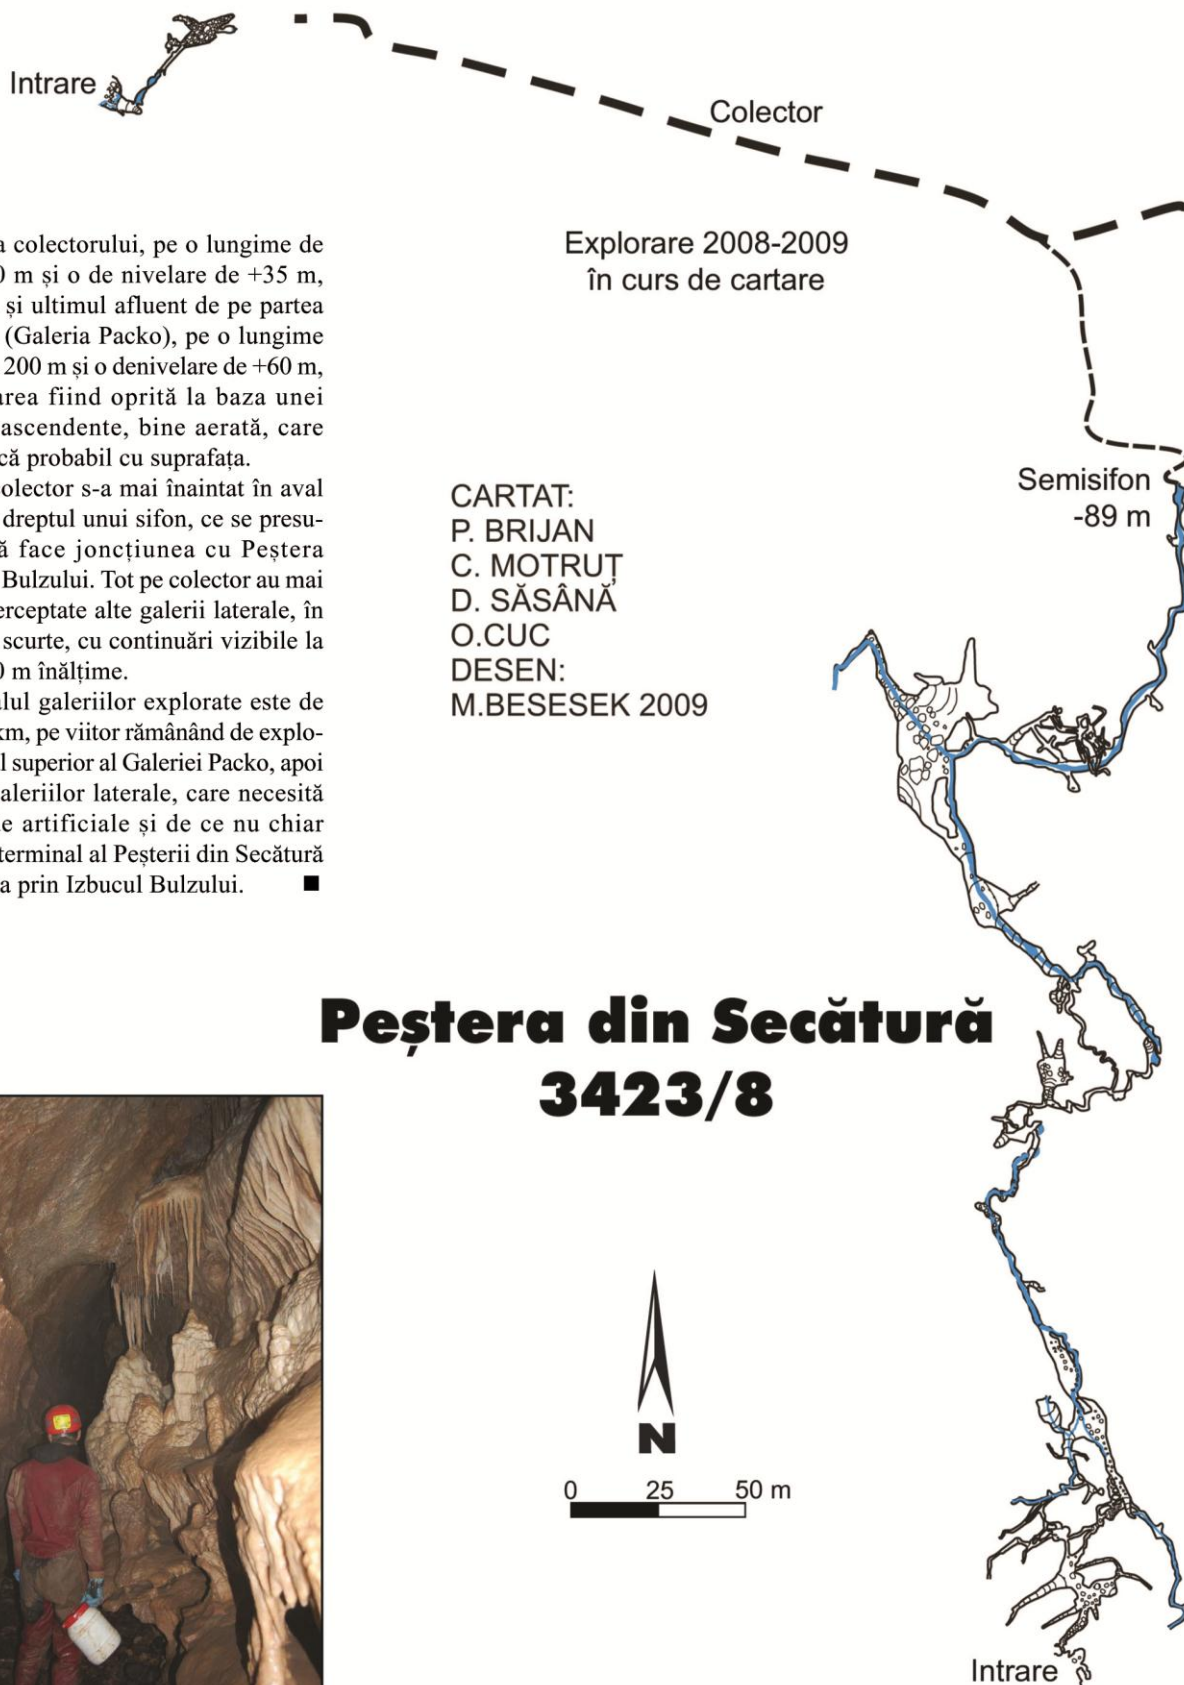 Intrare
Colector
a colectorului, pe o lungime de
0 m și o de nivelare de +35 m,
și ultimul afluent de pe partea
(Galeria Packo), pe o lungime
200 m și o denivelare de +60 m,
area fiind oprită la baza unei
ascendente, bine aerată, care
că probabil cu suprafața.
olector s-a mai înaintat în aval
dreptul unui sifon, ce se presu-
ă face joncțiunea cu Peștera
Bulzului. Tot pe colector au mai
erceptate alte galerii laterale, în
scurte, cu continuări vizibile la
0 m înălțime.
lul galeriilor explorate este de
km, pe viitor rămânând de explo-
l superior al Galeriei Packo, apoi
aleriilor laterale, care necesită
le artificiale și de ce nu chiar
terminal al Peșterii din Secătură
a prin Izbucul Bulzului.
Explorare 2008-2009
în curs de cartare
Semisifon
-89 m
CARTAT:
P. BRIJAN
C. MOTRUȚ
D. SĂSÂNĂ
O.CUC
DESEN:
M.BESESEK 2009
Peștera din Secătură
3423/8
N
0 25 50 m
Intrare